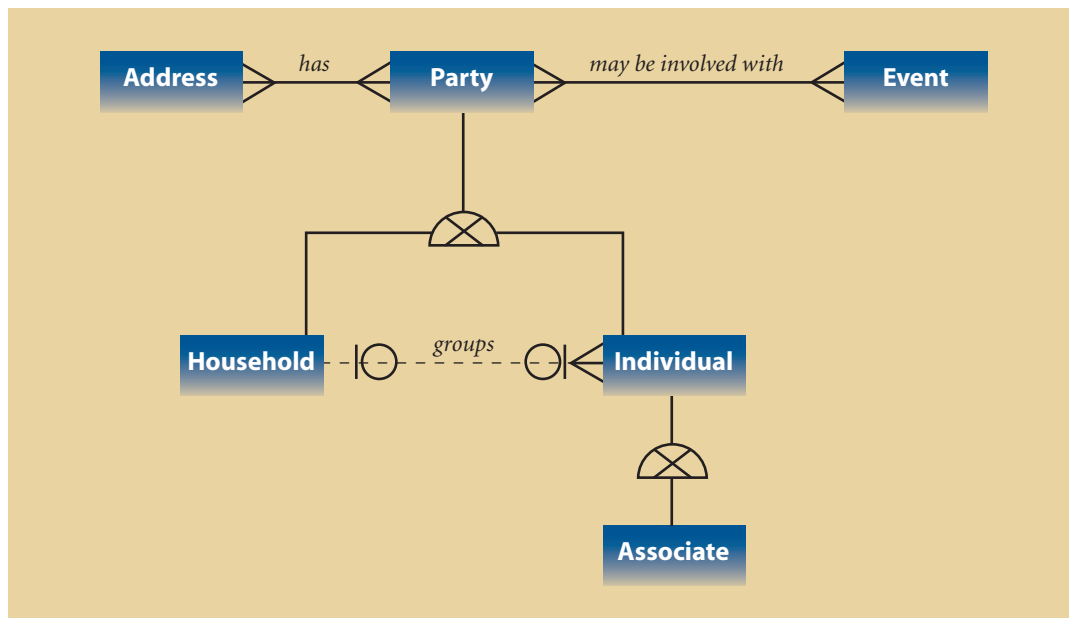 Address
has
Party
may be involved with
Event
Household
groups
Individual
Associate